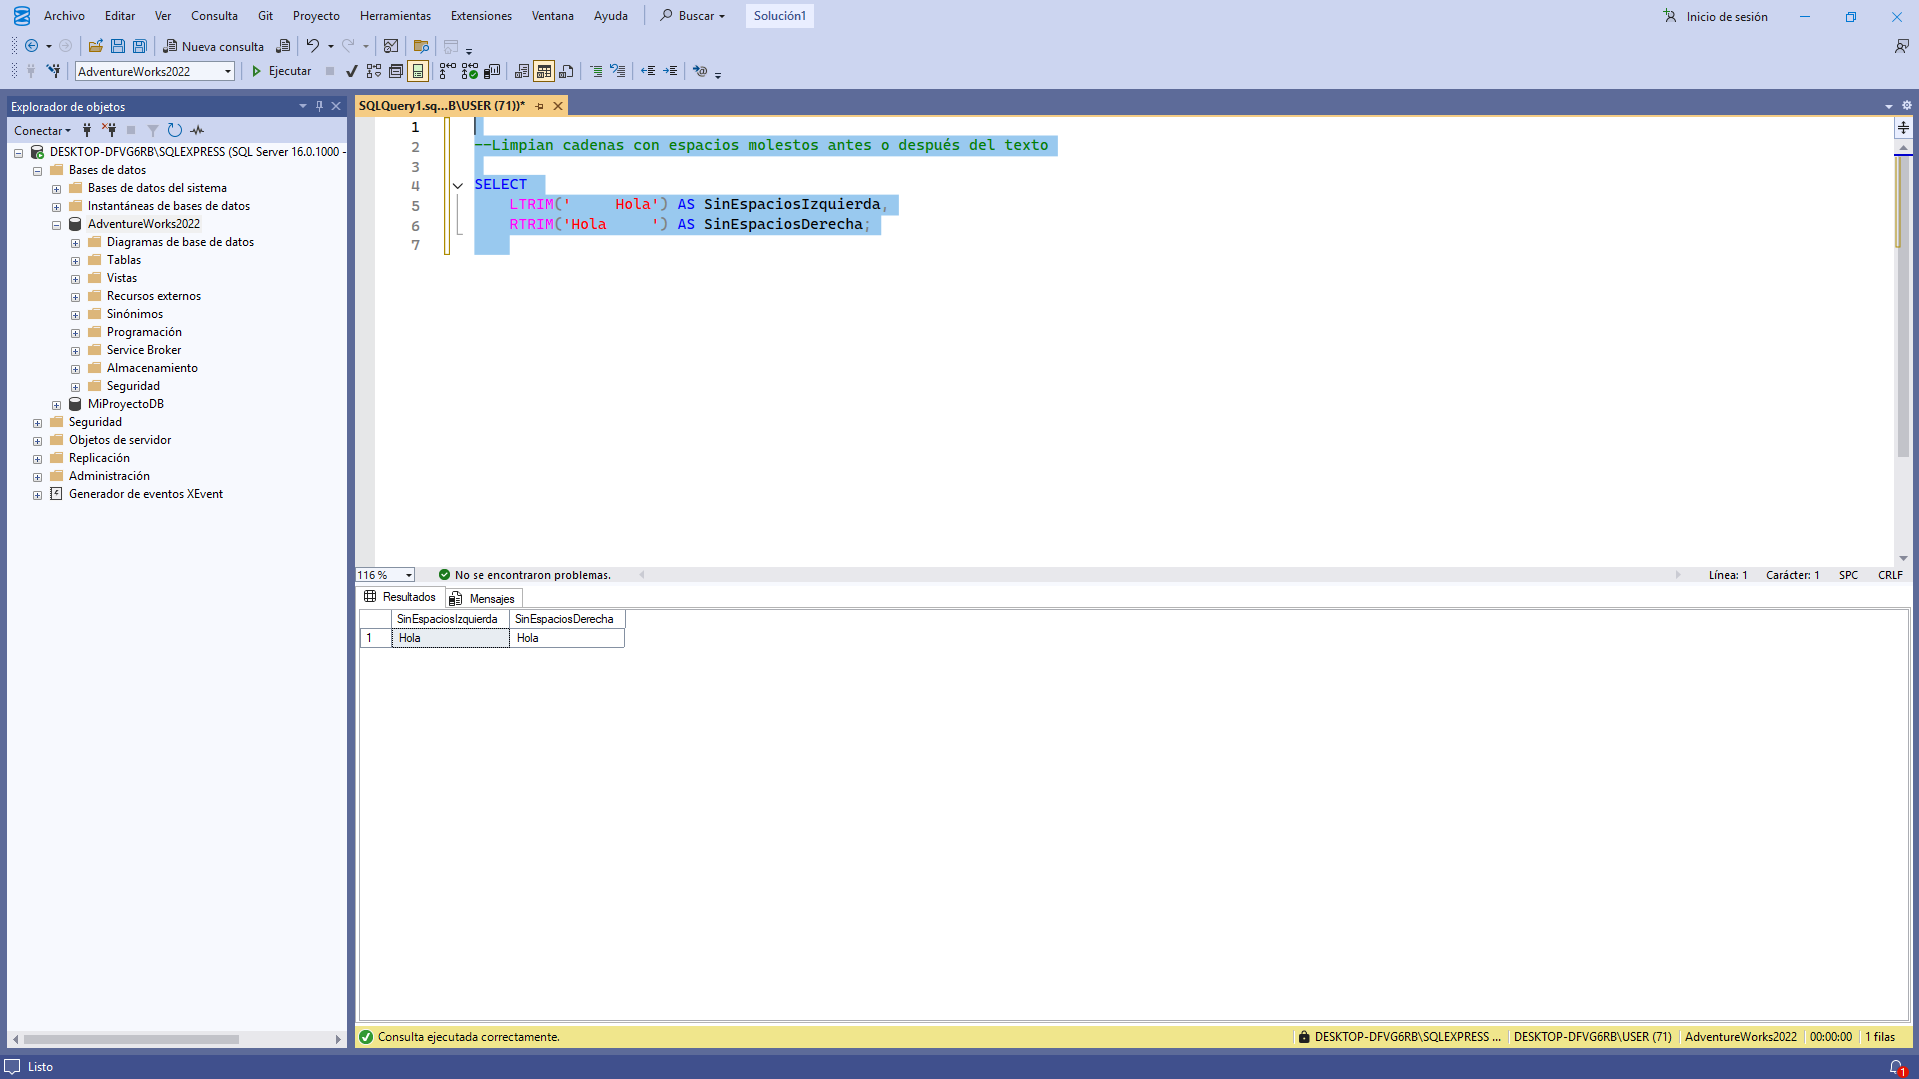 Archivo Editar Ver Consulta Git Proyecto Herramientas Extensiones Ventana Ayuda Buscar Solución1 Inicio de sesión
Nueva consulta
AdventureWorks2022 Ejecutar
Explorador de objetos
Conectar
DESKTOP-DFVG6RB\SQLEXPRESS (SQL Server 16.0.1000 -
Bases de datos
Bases de datos del sistema
Instantáneas de bases de datos
AdventureWorks2022
Diagramas de base de datos
Tablas
Vistas
Recursos externos
Sinónimos
Programación
Service Broker
Almacenamiento
Seguridad
MiProyectoDB
Seguridad
Objetos de servidor
Replicación
Administración
Generador de eventos XEvent
SQLQuery1.sq...B\USER (71))*
1
2 --Limpian cadenas con espacios molestos antes o después del texto
3
4 SELECT
5 LTRIM('     Hola') AS SinEspaciosIzquierda,
6 RTRIM('Hola     ') AS SinEspaciosDerecha;
7
116 % No se encontraron problemas. Línea: 1 Carácter: 1 SPC CRLF
Resultados Mensajes
SinEspaciosIzquierda SinEspaciosDerecha
1 Hola Hola
Consulta ejecutada correctamente. DESKTOP-DFVG6RB\SQLEXPRESS ... DESKTOP-DFVG6RB\USER (71) AdventureWorks2022 00:00:00 1 filas
Listo 1